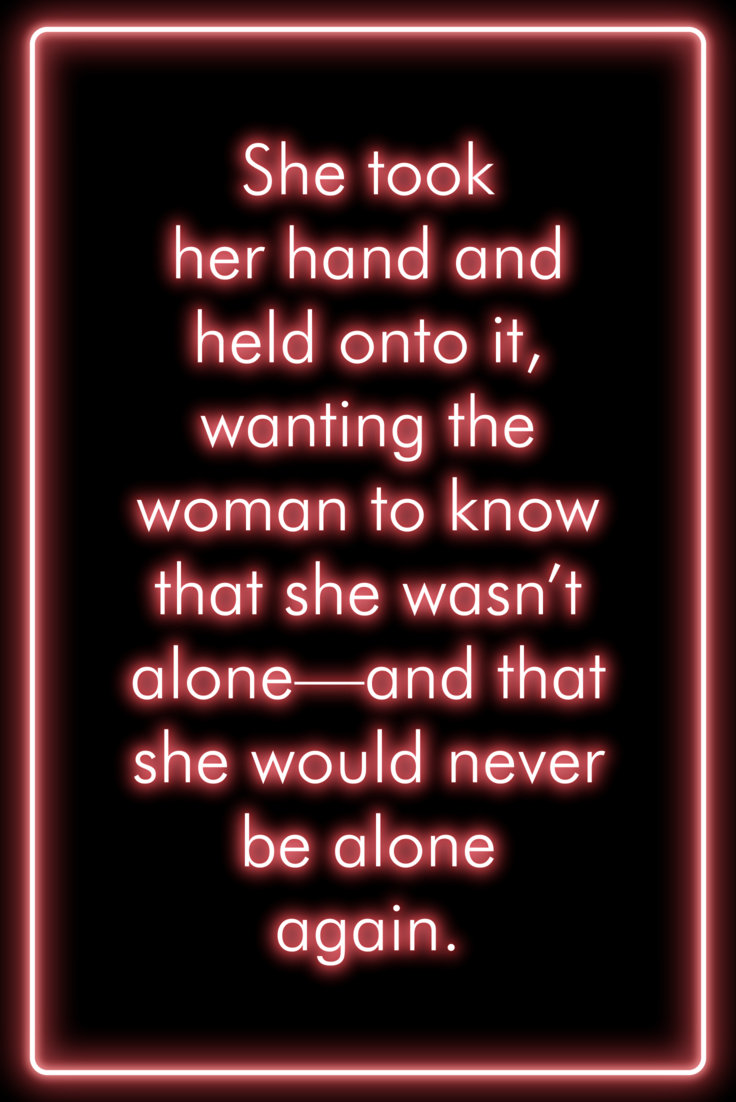 She took
her hand and
held onto it,
wanting the
woman to know
that she wasn’t
alone—and that
she would never
be alone
again.